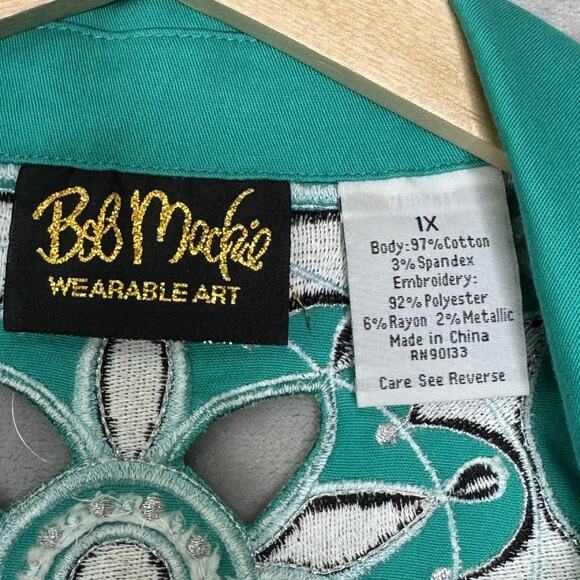 Bob Mackie
WEARABLE ART
1X
Body:97%Cotton
3%Spandex
Embroidery:
92%Polyester
6%Rayon 2%Metallic
Made in China
RN90133
Care See Reverse